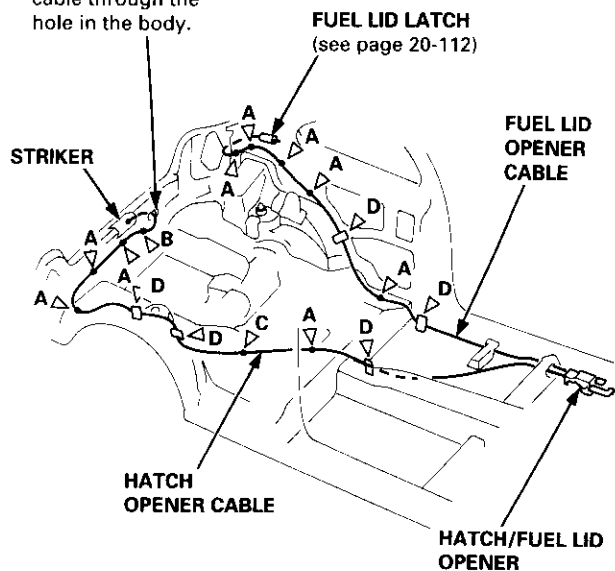 cable through the
hole in the body.
FUEL LID LATCH
(see page 20-112)
FUEL LID
OPENER
CABLE
STRIKER
A
A
A
A
D
B
A
A
D
A
A
D
D
C
A
D
HATCH
OPENER CABLE
HATCH/FUEL LID
OPENER